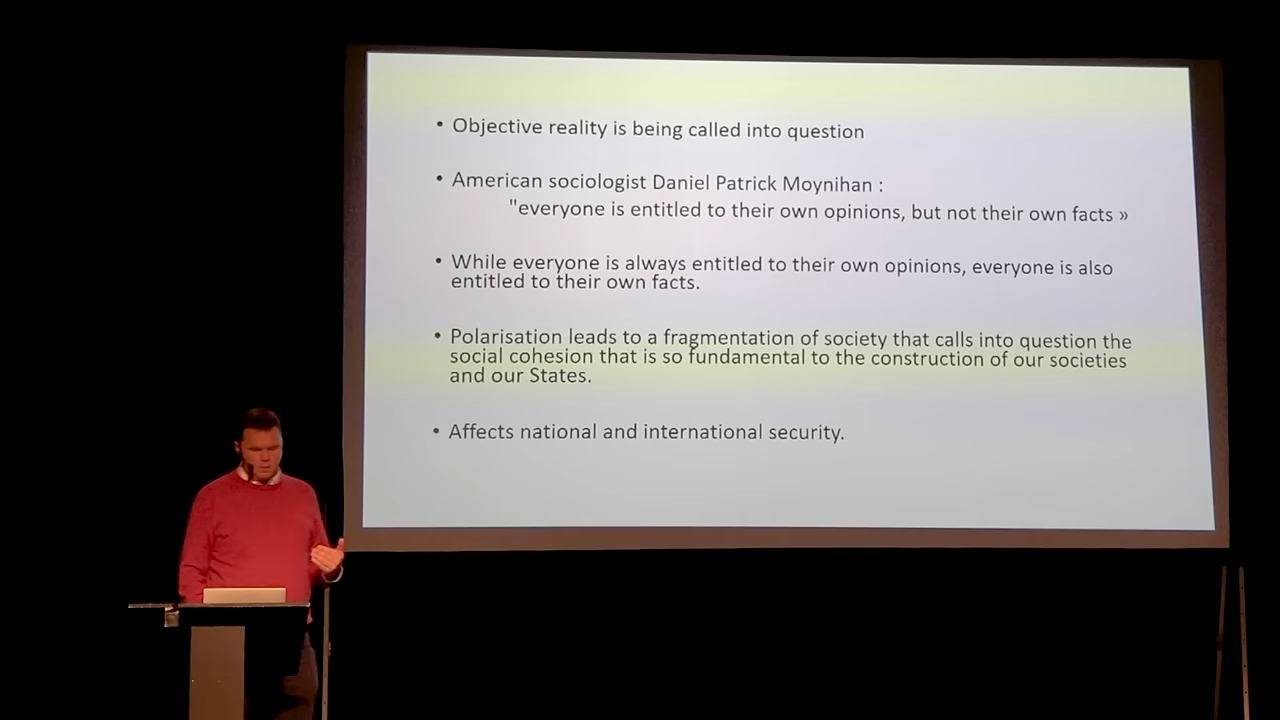 • Objective reality is being called into question
• American sociologist Daniel Patrick Moynihan :
"everyone is entitled to their own opinions, but not their own facts »
• While everyone is always entitled to their own opinions, everyone is also
entitled to their own facts.
• Polarisation leads to a fragmentation of society that calls into question the
social cohesion that is so fundamental to the construction of our societies
and our States.
• Affects national and international security.